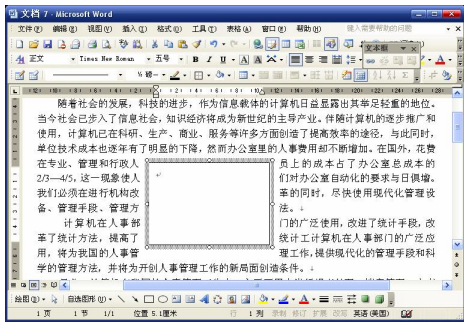 文档 7 - Microsoft Word
文件(F) 编辑(E) 视图(V) 插入(I) 格式(O) 工具(T) 表格(A) 窗口(W) 帮助(H) 键入需要帮助的问题
文本框
正文 Times New Roman 五号 B I U A A
½ 磅
随着社会的发展，科技的进步，作为信息载体的计算机日益显露出其举足轻重的地位。
当今社会已步入了信息社会，知识经济将成为新世纪的主导产业。伴随计算机的逐步推广和
使用，计算机已在科研、生产、商业、服务等许多方面创造了提高效率的途径，与此同时，
单位技术成本也逐年有了明显的下降，然而办公室里的人事费用却不断增加。在国外，花费
在专业、管理和行政人 员上的成本占了办公室总成本的
2/3—4/5，这一现象使人 们对办公室自动化的要求与日俱增。
我们必须在进行机构改 革的同时，尽快使用现代化管理设
备、管理手段、管理方 法。
计算机在人事部 门的广泛使用，改进了统计手段，改
革了统计方法，提高了 统计工计算机在人事部门的广泛应
用，将为我国的人事管 理工作,提供现代化的管理手段和科
学的管理方法，并将为开创人事管理工作的新局面创造条件。
绘图(D) 自选图形(U)
1 页 1 节 1/1 位置 5.1厘米 行 1 列 录制 修订 扩展 改写 英语(美国)